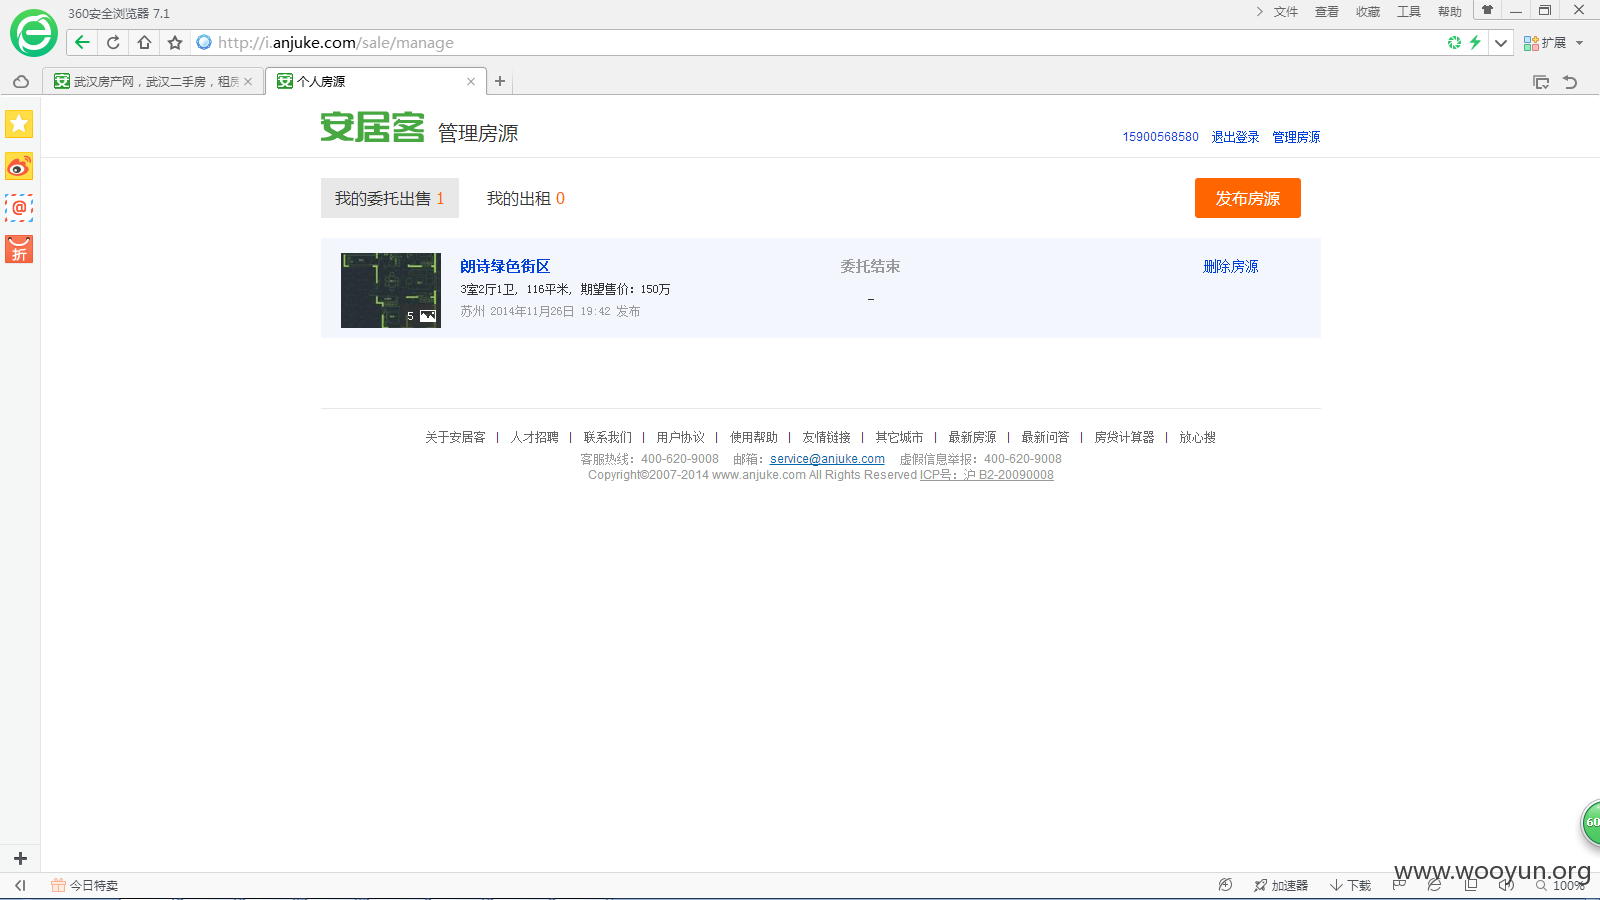 360安全浏览器 7.1
文件 查看 收藏 工具 帮助
http://i.anjuke.com/sale/manage
扩展
武汉房产网，武汉二手房，租房
个人房源
安居客 管理房源
15900568580 退出登录 管理房源
我的委托出售 1 我的出租 0
发布房源
朗诗绿色街区
委托结束
删除房源
3室2厅1卫，116平米，期望售价：150万
–
苏州 2014年11月26日 19:42 发布
5
@
折
关于安居客 | 人才招聘 | 联系我们 | 用户协议 | 使用帮助 | 友情链接 | 其它城市 | 最新房源 | 最新问答 | 房贷计算器 | 放心搜
客服热线：400-620-9008 邮箱：service@anjuke.com 虚假信息举报：400-620-9008
Copyright©2007-2014 www.anjuke.com All Rights Reserved ICP号：沪 B2-20090008
60
www.wooyun.org
今日特卖
加速器 下载 100%